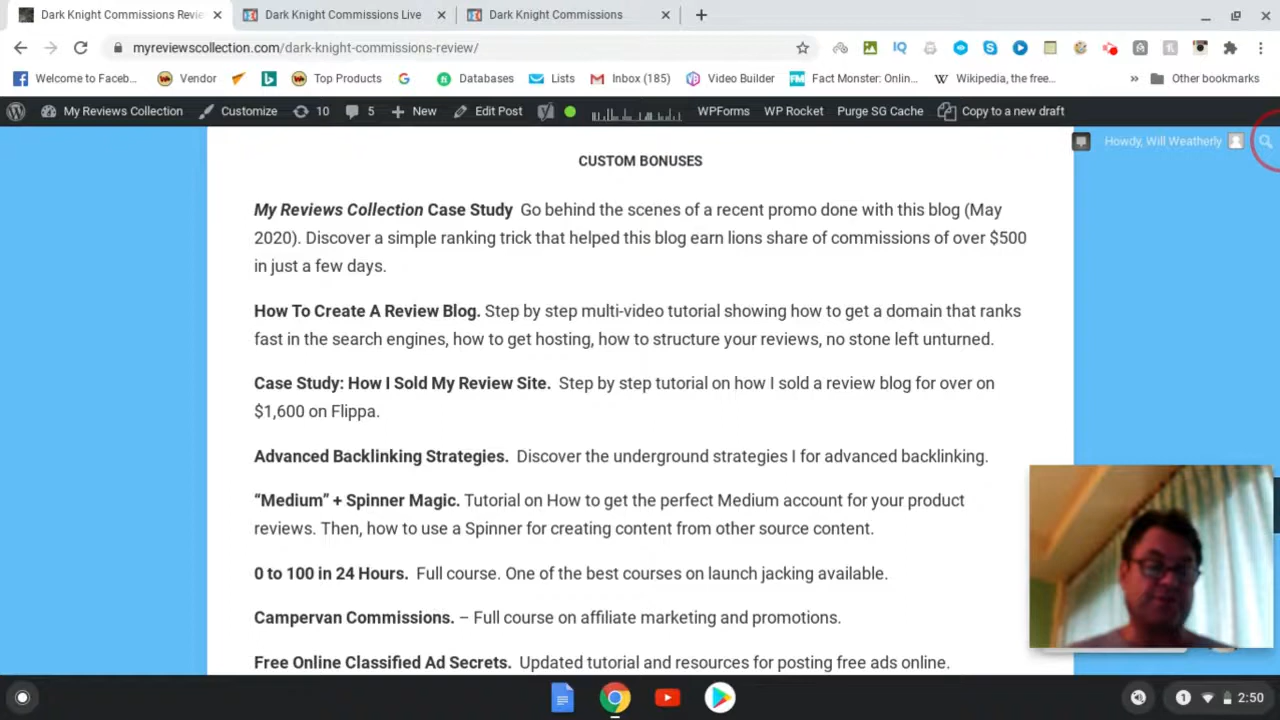 Dark Knight Commissions Revie
Dark Knight Commissions Live
Dark Knight Commissions
myreviewscollection.com/dark-knight-commissions-review/
Welcome to Faceb...
Vendor
Top Products
Databases
Lists
Inbox (185)
Video Builder
Fact Monster: Onlin...
Wikipedia, the free...
»
Other bookmarks
My Reviews Collection
Customize
10
5
New
Edit Post
WPForms
WP Rocket
Purge SG Cache
Copy to a new draft
Howdy, Will Weatherly
CUSTOM BONUSES
My Reviews Collection Case Study Go behind the scenes of a recent promo done with this blog (May
2020). Discover a simple ranking trick that helped this blog earn lions share of commissions of over $500
in just a few days.
How To Create A Review Blog. Step by step multi-video tutorial showing how to get a domain that ranks
fast in the search engines, how to get hosting, how to structure your reviews, no stone left unturned.
Case Study: How I Sold My Review Site. Step by step tutorial on how I sold a review blog for over on
$1,600 on Flippa.
Advanced Backlinking Strategies. Discover the underground strategies I for advanced backlinking.
“Medium” + Spinner Magic. Tutorial on How to get the perfect Medium account for your product
reviews. Then, how to use a Spinner for creating content from other source content.
0 to 100 in 24 Hours. Full course. One of the best courses on launch jacking available.
Campervan Commissions. – Full course on affiliate marketing and promotions.
Free Online Classified Ad Secrets. Updated tutorial and resources for posting free ads online.
1
2:50